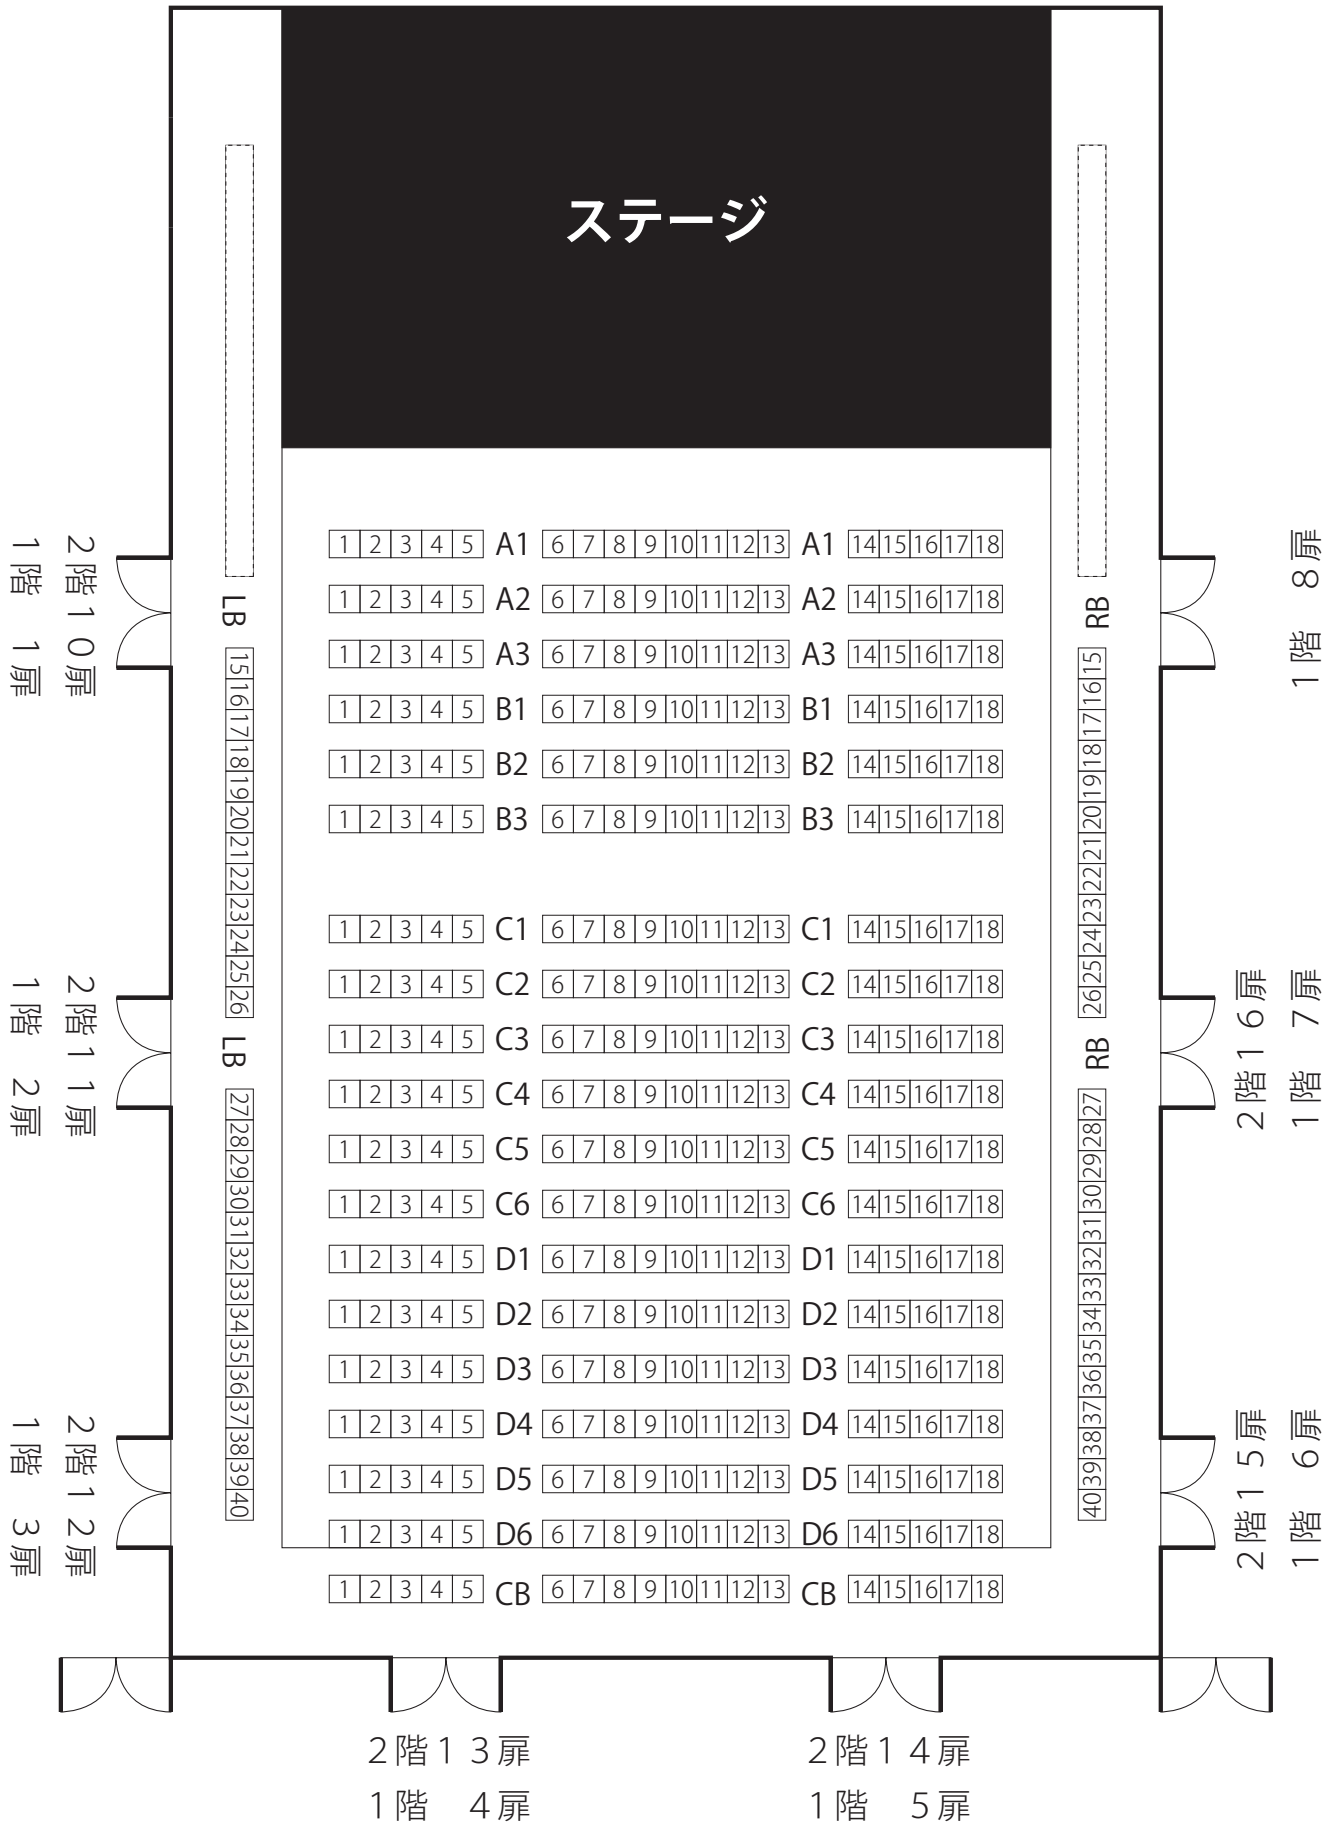 ステージ
1 2 3 4 5 A1 6 7 8 9 10 11 12 13 A1 14 15 16 17 18
1 2 3 4 5 A2 6 7 8 9 10 11 12 13 A2 14 15 16 17 18
1 2 3 4 5 A3 6 7 8 9 10 11 12 13 A3 14 15 16 17 18
1 2 3 4 5 B1 6 7 8 9 10 11 12 13 B1 14 15 16 17 18
1 2 3 4 5 B2 6 7 8 9 10 11 12 13 B2 14 15 16 17 18
1 2 3 4 5 B3 6 7 8 9 10 11 12 13 B3 14 15 16 17 18
1 2 3 4 5 C1 6 7 8 9 10 11 12 13 C1 14 15 16 17 18
1 2 3 4 5 C2 6 7 8 9 10 11 12 13 C2 14 15 16 17 18
1 2 3 4 5 C3 6 7 8 9 10 11 12 13 C3 14 15 16 17 18
1 2 3 4 5 C4 6 7 8 9 10 11 12 13 C4 14 15 16 17 18
1 2 3 4 5 C5 6 7 8 9 10 11 12 13 C5 14 15 16 17 18
1 2 3 4 5 C6 6 7 8 9 10 11 12 13 C6 14 15 16 17 18
1 2 3 4 5 D1 6 7 8 9 10 11 12 13 D1 14 15 16 17 18
1 2 3 4 5 D2 6 7 8 9 10 11 12 13 D2 14 15 16 17 18
1 2 3 4 5 D3 6 7 8 9 10 11 12 13 D3 14 15 16 17 18
1 2 3 4 5 D4 6 7 8 9 10 11 12 13 D4 14 15 16 17 18
1 2 3 4 5 D5 6 7 8 9 10 11 12 13 D5 14 15 16 17 18
1 2 3 4 5 D6 6 7 8 9 10 11 12 13 D6 14 15 16 17 18
1 2 3 4 5 CB 6 7 8 9 10 11 12 13 CB 14 15 16 17 18
LB 15 16 17 18 19 20 21 22 23 24 25 26 LB 27 28 29 30 31 32 33 34 35 36 37 38 39 40
RB 15 16 17 18 19 20 21 22 23 24 25 26 RB 27 28 29 30 31 32 33 34 35 36 37 38 39 40
2階10扉
1階　1扉
2階11扉
1階　2扉
2階12扉
1階　3扉
1階　8扉
2階16扉
1階　7扉
2階15扉
1階　6扉
2階13扉
1階　4扉
2階14扉
1階　5扉